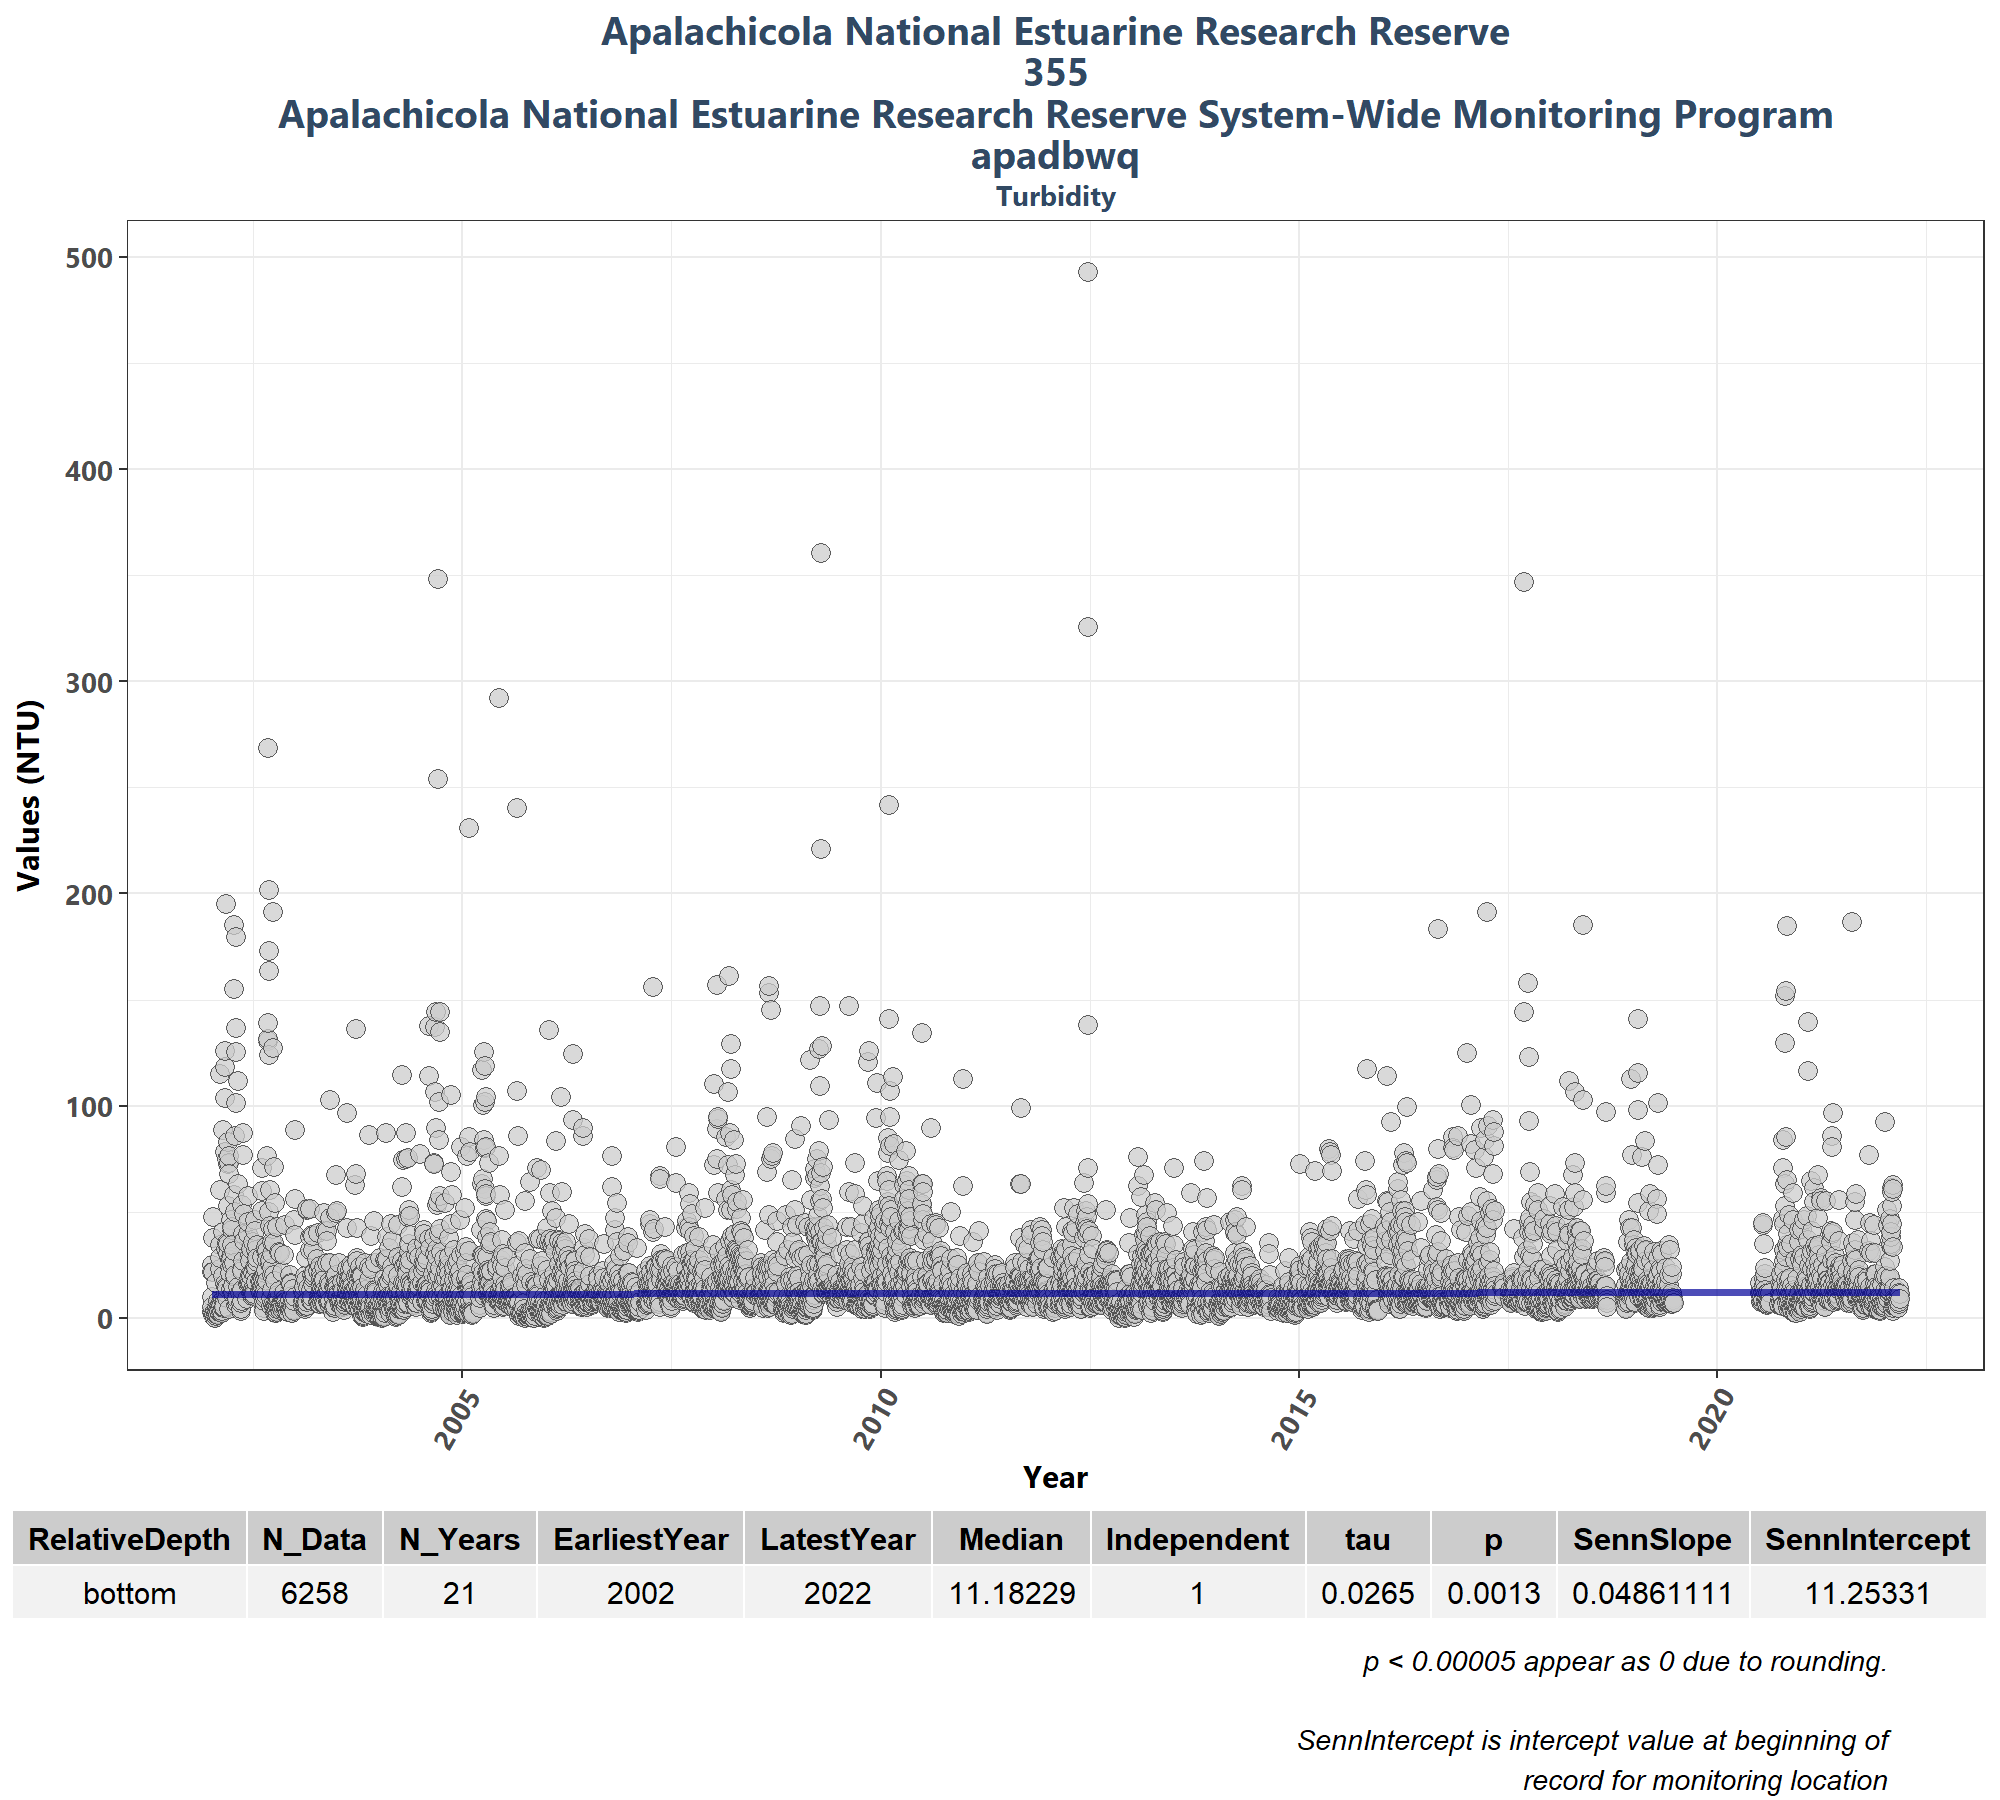 Apalachicola National Estuarine Research Reserve
355
Apalachicola National Estuarine Research Reserve System-Wide Monitoring Program
apadbwq
Turbidity
500
400
300
200
100
0
Values (NTU)
2005 2010 2015 2020
Year
RelativeDepth N_Data N_Years EarliestYear LatestYear Median Independent tau p SennSlope SennIntercept
bottom 6258 21 2002 2022 11.18229 1 0.0265 0.0013 0.04861111 11.25331
p < 0.00005 appear as 0 due to rounding.
SennIntercept is intercept value at beginning of
record for monitoring location